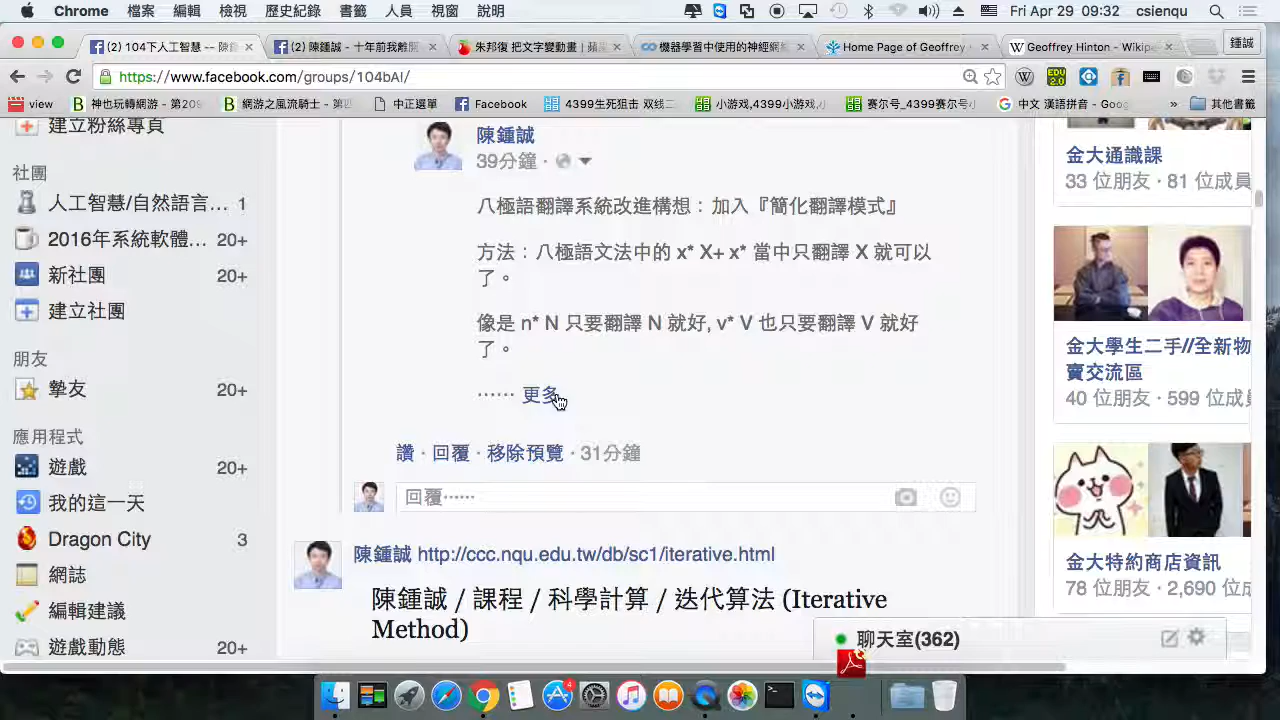 Chrome 檔案 編輯 檢視 歷史紀錄 書籤 人員 視窗 說明 Fri Apr 29 09:32 csienqu
(2) 104下人工智慧 -- 陳鍾 (2) 陳鍾誠 - 十年前我離開 朱邦復 把文字變動畫 | 蘋 機器學習中使用的神經網 Home Page of Geoffrey Geoffrey Hinton - Wikipe 鍾誠
https://www.facebook.com/groups/104bAI/
view 神也玩轉網游 - 第20 網游之風流騎士 - 第四 中正選單 Facebook 4399生死狙击 双线二 小游戏,4399小游戏, 赛尔号_4399赛尔号 中文 漢語拼音 - Goog » 其他書籤
建立粉絲專頁
社團
人工智慧/自然語言... 1
2016年系統軟體... 20+
新社團 20+
建立社團
朋友
摯友 20+
應用程式
遊戲 20+
我的這一天
Dragon City 3
網誌
編輯建議
遊戲動態 20+
陳鍾誠
39分鐘 ·
八極語翻譯系統改進構想：加入『簡化翻譯模式』
方法：八極語文法中的 x* X+ x* 當中只翻譯 X 就可以
了。
像是 n* N 只要翻譯 N 就好, v* V 也只要翻譯 V 就好
了。
…… 更多
讚 · 回覆 · 移除預覽 · 31分鐘
回覆……
陳鍾誠 http://ccc.nqu.edu.tw/db/sc1/iterative.html
陳鍾誠 / 課程 / 科學計算 / 迭代算法 (Iterative
Method)
金大通識課
33 位朋友 · 81 位成員
金大學生二手//全新物
賣交流區
40 位朋友 · 599 位成員
金大特約商店資訊
78 位朋友 · 2,690 位成
聊天室(362)
4